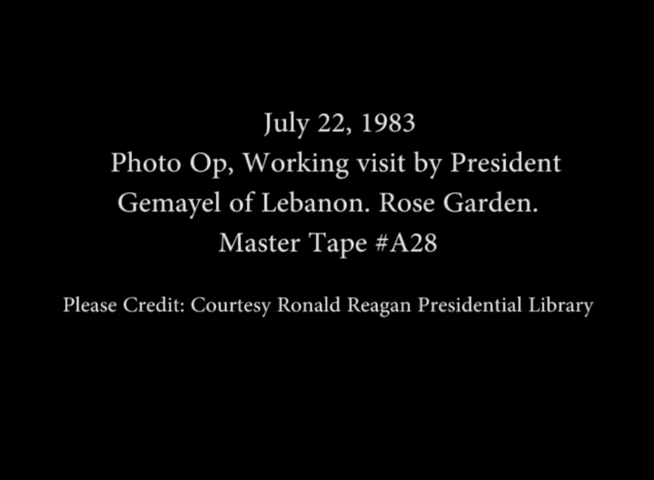 July 22, 1983
Photo Op, Working visit by President
Gemayel of Lebanon. Rose Garden.
Master Tape #A28
Please Credit: Courtesy Ronald Reagan Presidential Library